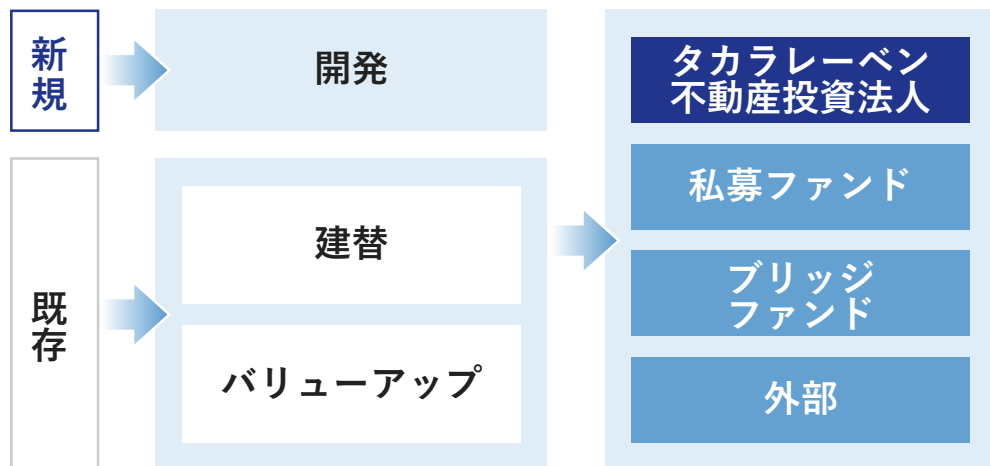 新
規
開発
既
存
建替
バリューアップ
タカラレーベン
不動産投資法人
私募ファンド
ブリッジ
ファンド
外部